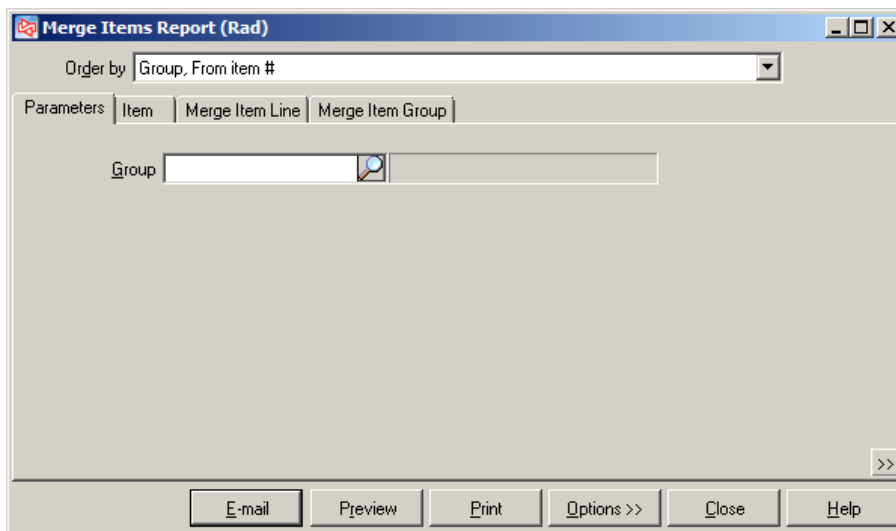 Merge Items Report (Rad)
Order by Group, From item #
Parameters Item Merge Item Line Merge Item Group
Group
>>
E-mail Preview Print Options >> Close Help